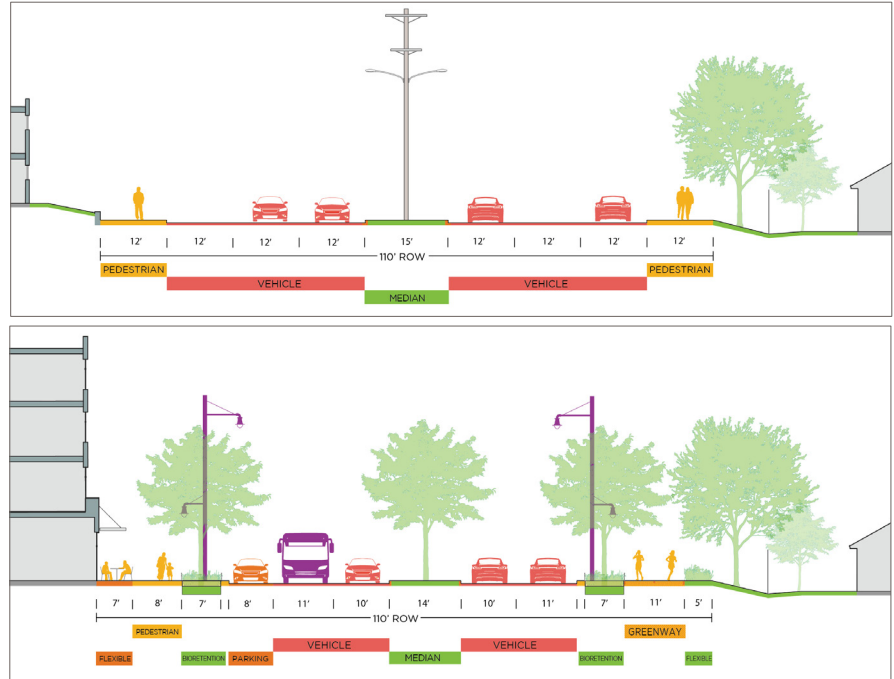 12' 12' 12' 12' 15' 12' 12' 12' 12'
110' ROW
PEDESTRIAN PEDESTRIAN
VEHICLE VEHICLE
MEDIAN
7' 8' 7' 8' 11' 10' 14' 10' 11' 7' 11' 5'
110' ROW
PEDESTRIAN GREENWAY
VEHICLE VEHICLE
FLEXIBLE BIORETENTION PARKING MEDIAN BIORETENTION FLEXIBLE